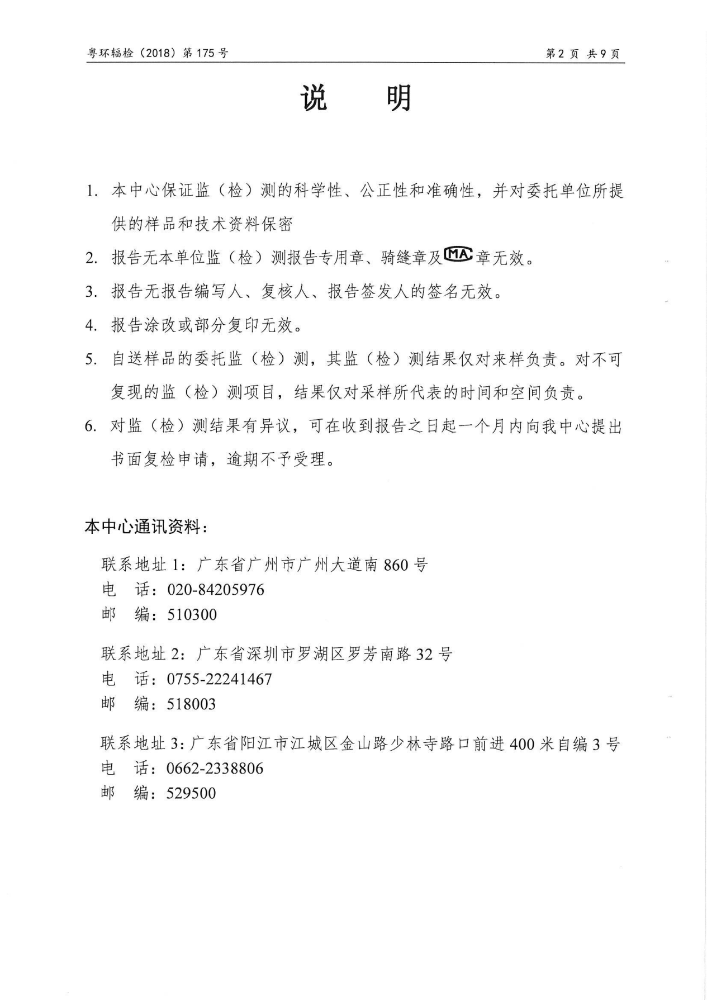 粤环辐检（2018）第 175 号
第 2 页 共 9 页
说 明
1. 本中心保证监（检）测的科学性、公正性和准确性，并对委托单位所提
供的样品和技术资料保密
2. 报告无本单位监（检）测报告专用章、骑缝章及MA章无效。
3. 报告无报告编写人、复核人、报告签发人的签名无效。
4. 报告涂改或部分复印无效。
5. 自送样品的委托监（检）测，其监（检）测结果仅对来样负责。对不可
复现的监（检）测项目，结果仅对采样所代表的时间和空间负责。
6. 对监（检）测结果有异议，可在收到报告之日起一个月内向我中心提出
书面复检申请，逾期不予受理。
本中心通讯资料：
联系地址 1：广东省广州市广州大道南 860 号
电 话：020-84205976
邮 编：510300
联系地址 2：广东省深圳市罗湖区罗芳南路 32 号
电 话：0755-22241467
邮 编：518003
联系地址 3：广东省阳江市江城区金山路少林寺路口前进 400 米自编 3 号
电 话：0662-2338806
邮 编：529500